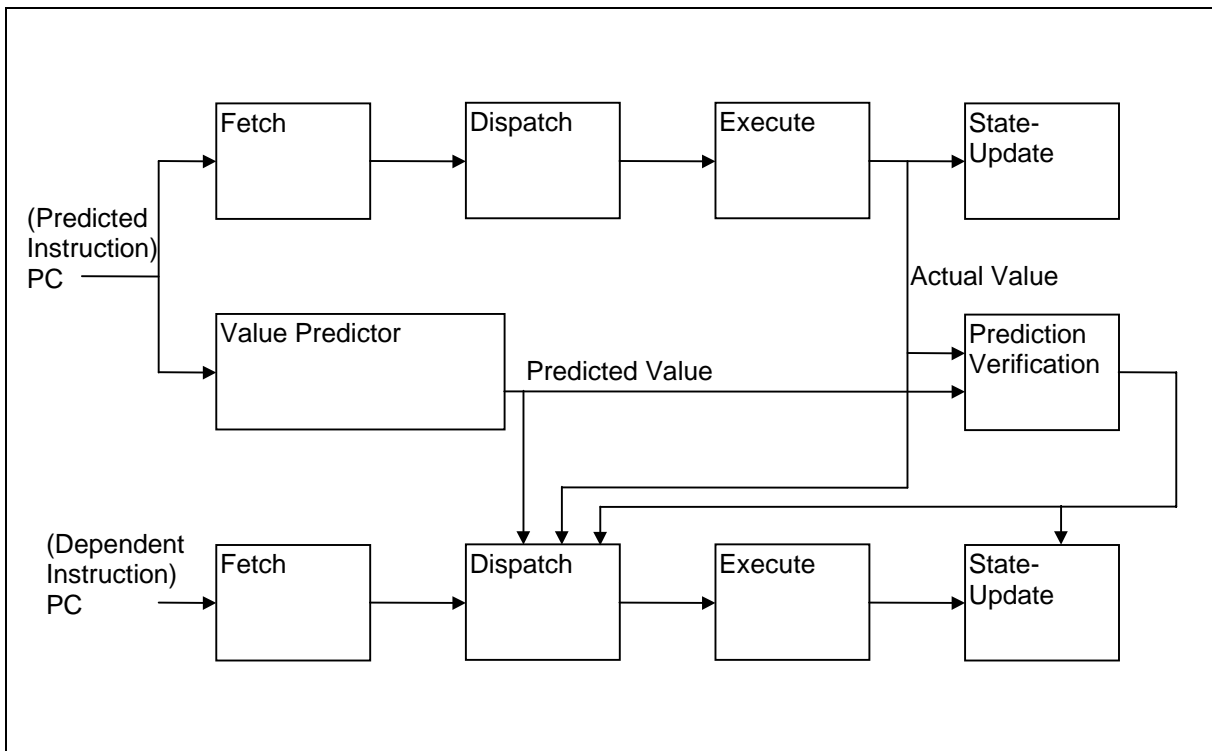 Fetch
Dispatch
Execute
State-
Update
(Predicted
Instruction)
PC
Actual Value
Value Predictor
Predicted Value
Prediction
Verification
(Dependent
Instruction)
PC
Fetch
Dispatch
Execute
State-
Update